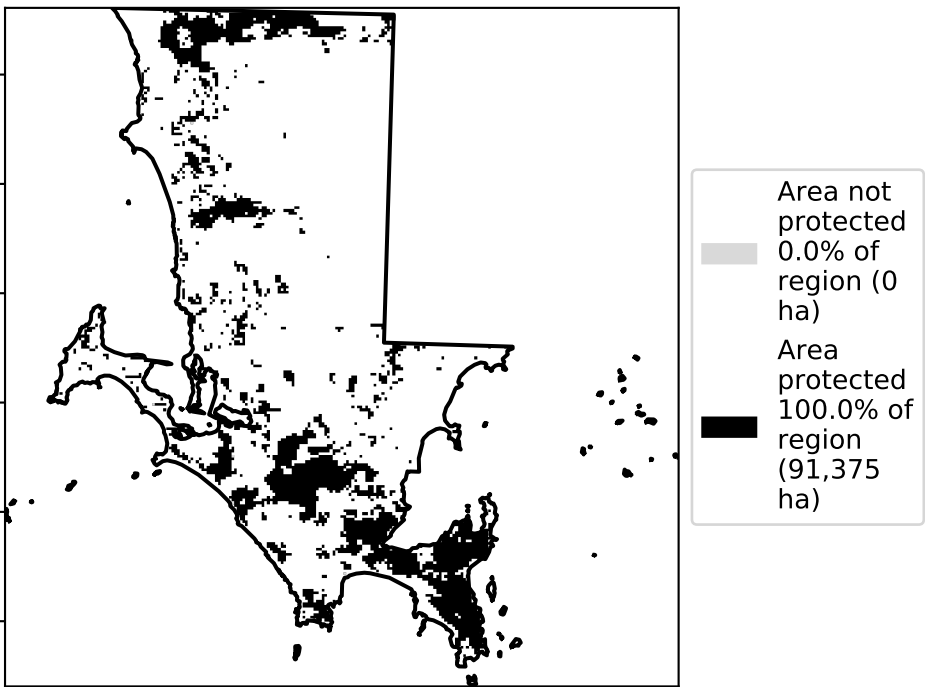 Area not
protected
0.0% of
region (0
ha)
Area
protected
100.0% of
region
(91,375
ha)